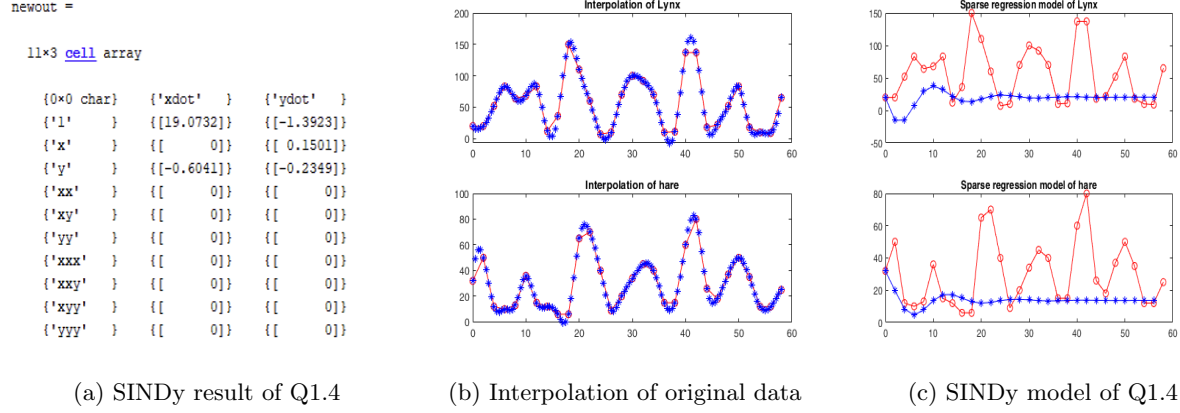 newout =
11×3 cell array
{0×0 char} {'xdot' } {'ydot' }
{'1' } {[19.0732]} {[-1.3923]}
{'x' } {[ 0]} {[ 0.1501]}
{'y' } {[-0.6041]} {[-0.2349]}
{'xx' } {[ 0]} {[ 0]}
{'xy' } {[ 0]} {[ 0]}
{'yy' } {[ 0]} {[ 0]}
{'xxx' } {[ 0]} {[ 0]}
{'xxy' } {[ 0]} {[ 0]}
{'xyy' } {[ 0]} {[ 0]}
{'yyy' } {[ 0]} {[ 0]}
(a) SINDy result of Q1.4
Interpolation of Lynx
200
150
100
50
0
-50
0 10 20 30 40 50 60
Interpolation of hare
100
80
60
40
20
0
0 10 20 30 40 50 60
(b) Interpolation of original data
Sparse regression model of Lynx
150
100
50
0
-50
0 10 20 30 40 50 60
Sparse regression model of hare
80
60
40
20
0
0 10 20 30 40 50 60
(c) SINDy model of Q1.4